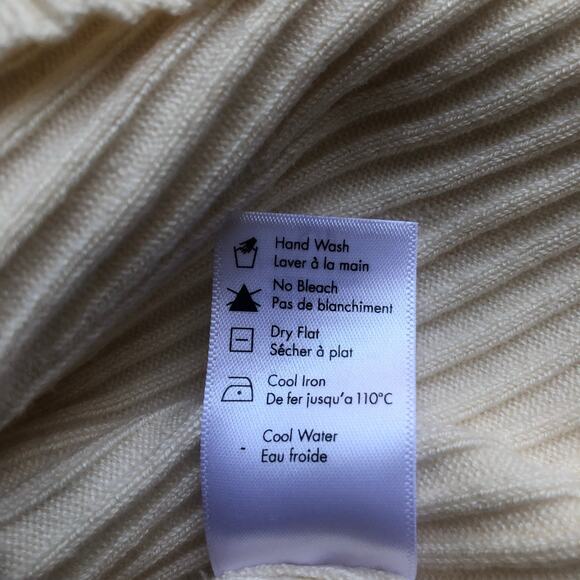 Hand Wash
Laver à la main
No Bleach
Pas de blanchiment
Dry Flat
Sécher à plat
Cool Iron
De fer jusqu'a 110°C
Cool Water
Eau froide